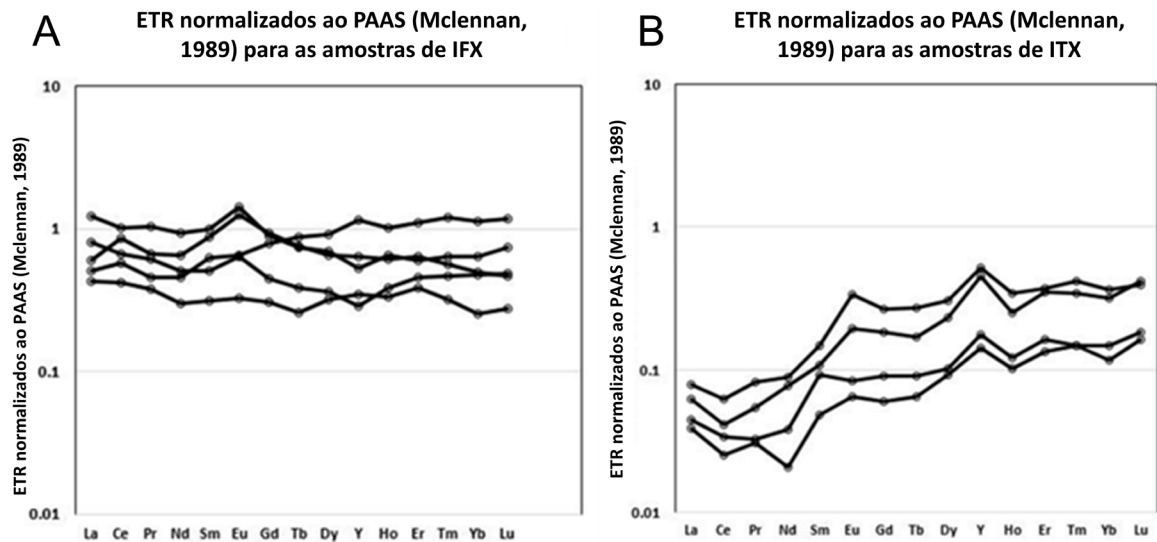 A
ETR normalizados ao PAAS (Mclennan,
1989) para as amostras de IFX
ETR normalizados ao PAAS (Mclennan, 1989)
10
1
0.1
0.01
La Ce Pr Nd Sm Eu Gd Tb Dy Y Ho Er Tm Yb Lu
B
ETR normalizados ao PAAS (Mclennan,
1989) para as amostras de ITX
ETR normalizados ao PAAS (Mclennan, 1989)
10
1
0.1
0.01
La Ce Pr Nd Sm Eu Gd Tb Dy Y Ho Er Tm Yb Lu